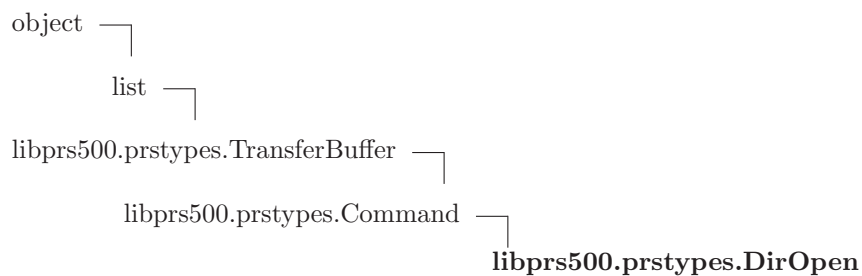 object
list
libprs500.prstypes.TransferBuffer
libprs500.prstypes.Command
libprs500.prstypes.DirOpen